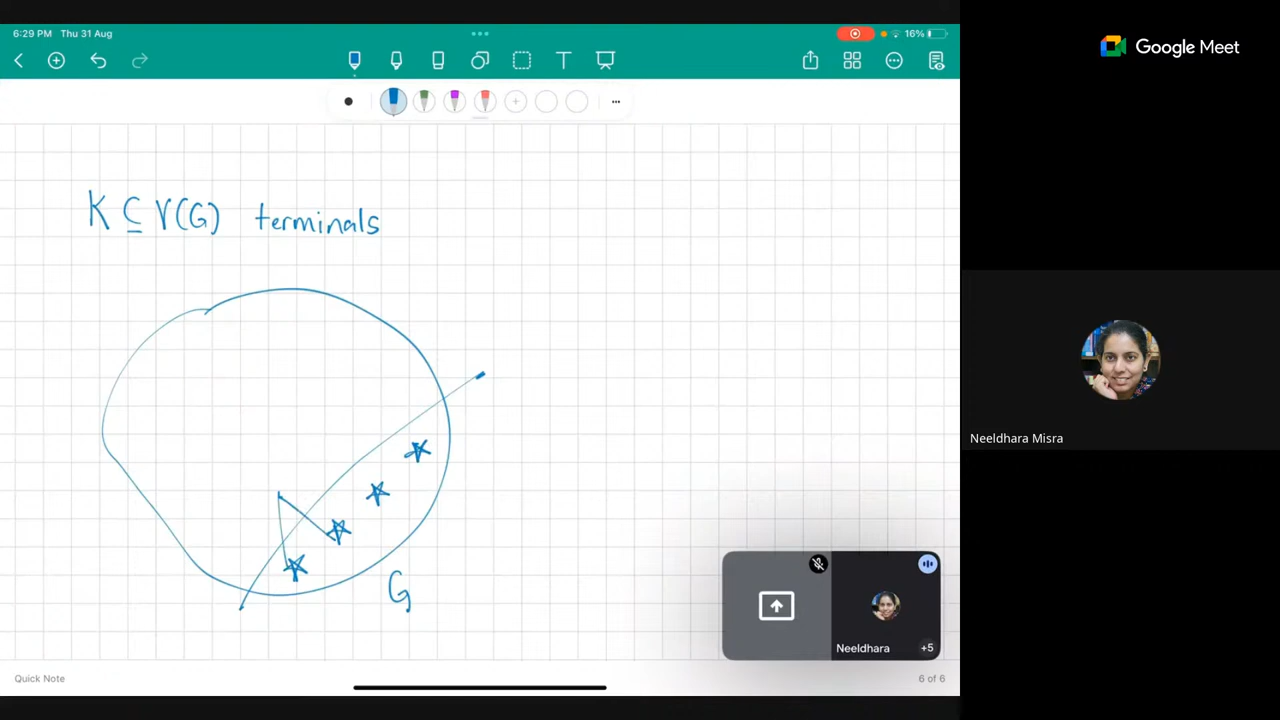 6:29 PM Thu 31 Aug
16%
Google Meet
K ⊆ V(G) terminals
G
Neeldhara Misra
Neeldhara
+5
Quick Note
6 of 6